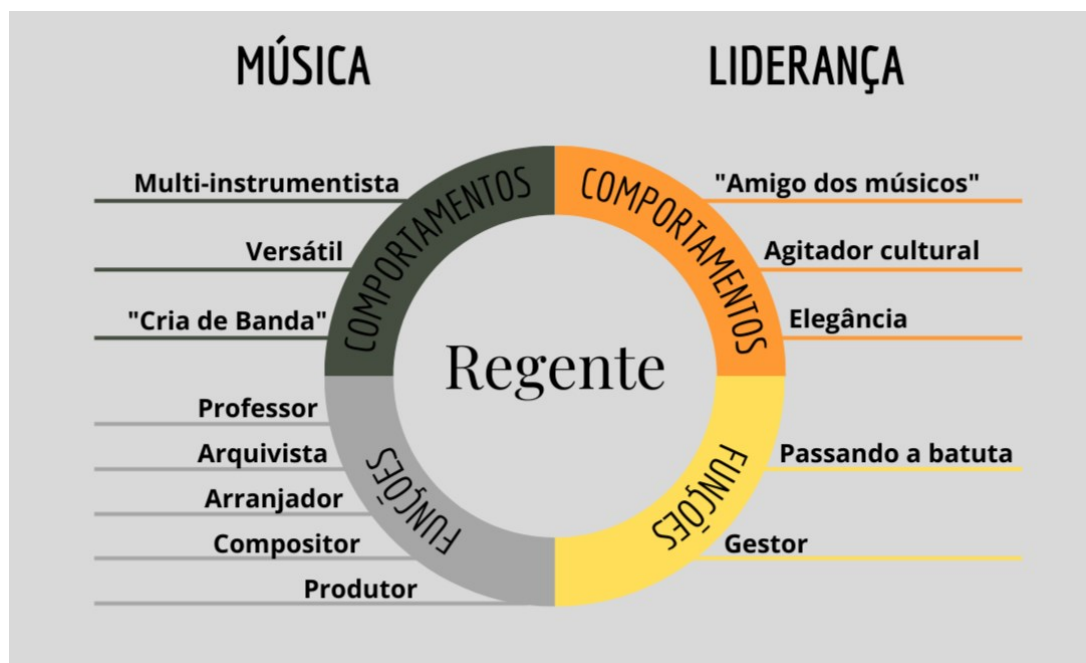 MÚSICA
LIDERANÇA
COMPORTAMENTOS
Multi-instrumentista
Versátil
"Cria de Banda"
COMPORTAMENTOS
"Amigo dos músicos"
Agitador cultural
Elegância
Regente
FUNÇÕES
Professor
Arquivista
Arranjador
Compositor
Produtor
FUNÇÕES
Passando a batuta
Gestor